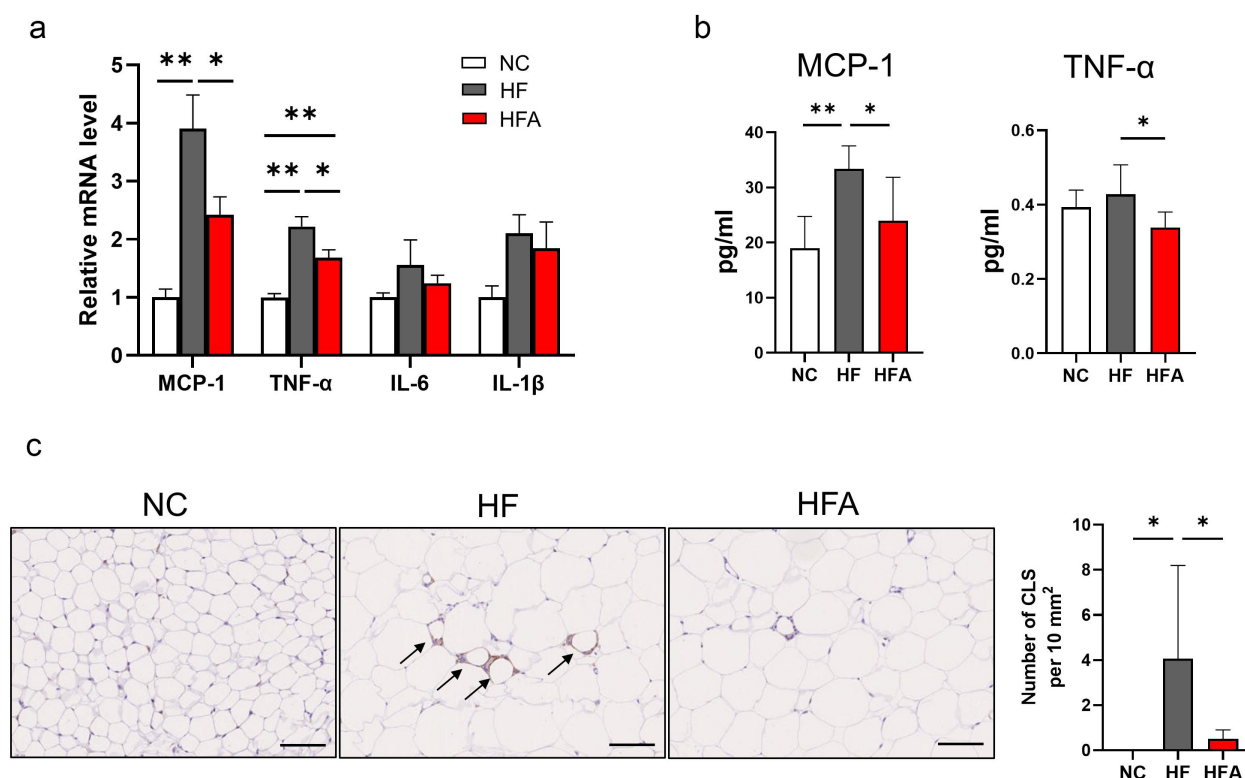 a
Relative mRNA level
5
4
3
2
1
0
** *
**
** *
NC
HF
HFA
MCP-1 TNF-α IL-6 IL-1β
b
MCP-1
pg/ml
40
30
20
10
0
** *
NC HF HFA
TNF-α
pg/ml
0.6
0.4
0.2
0.0
*
NC HF HFA
c
NC
HF
HFA
Number of CLS
per 10 mm²
10
8
6
4
2
0
* *
NC HF HFA